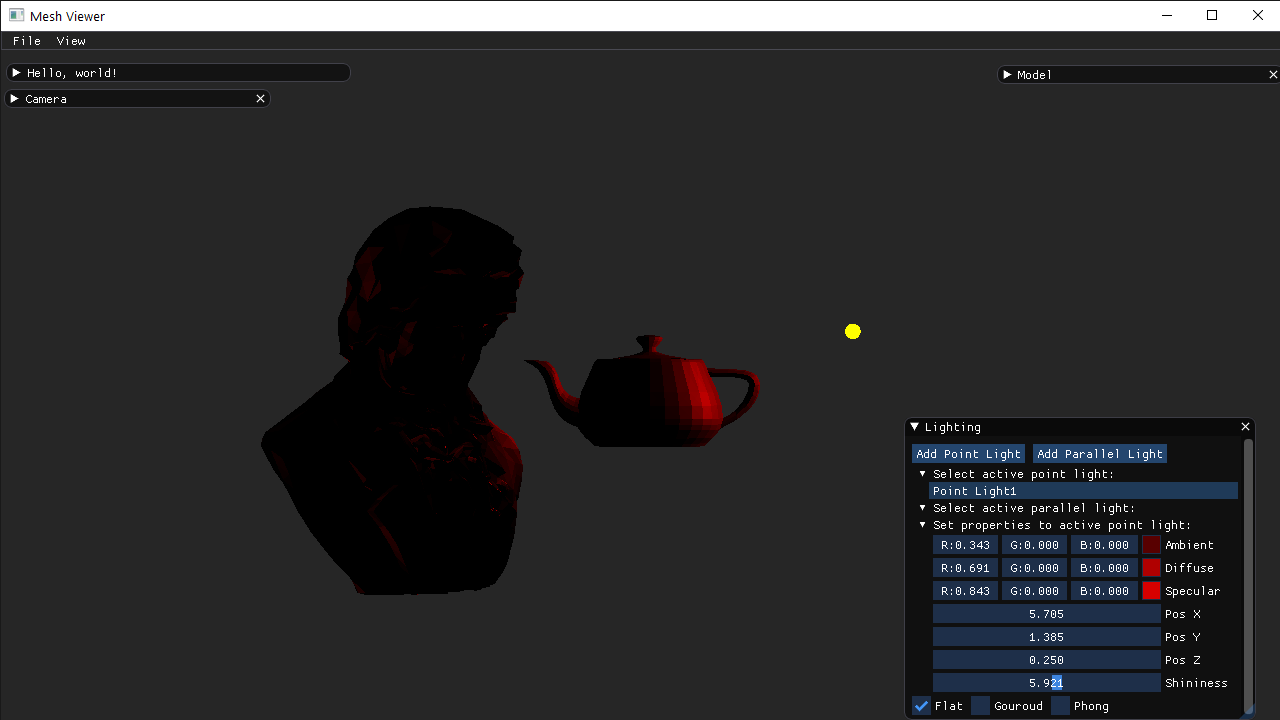 Mesh Viewer
File View
Hello, world!
Model
Camera
Lighting
Add Point Light Add Parallel Light
Select active point light:
Point Light1
Select active parallel light:
Set properties to active point light:
R:0.343 G:0.000 B:0.000 Ambient
R:0.691 G:0.000 B:0.000 Diffuse
R:0.843 G:0.000 B:0.000 Specular
5.705 Pos X
1.385 Pos Y
0.250 Pos Z
5.921 Shininess
Flat Gouroud Phong